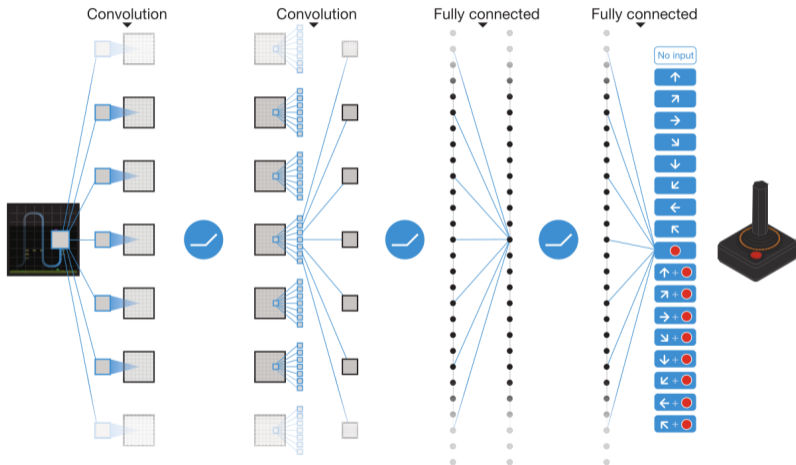 Convolution
Convolution
Fully connected
Fully connected
No input
+
+
+
+
+
+
+
+